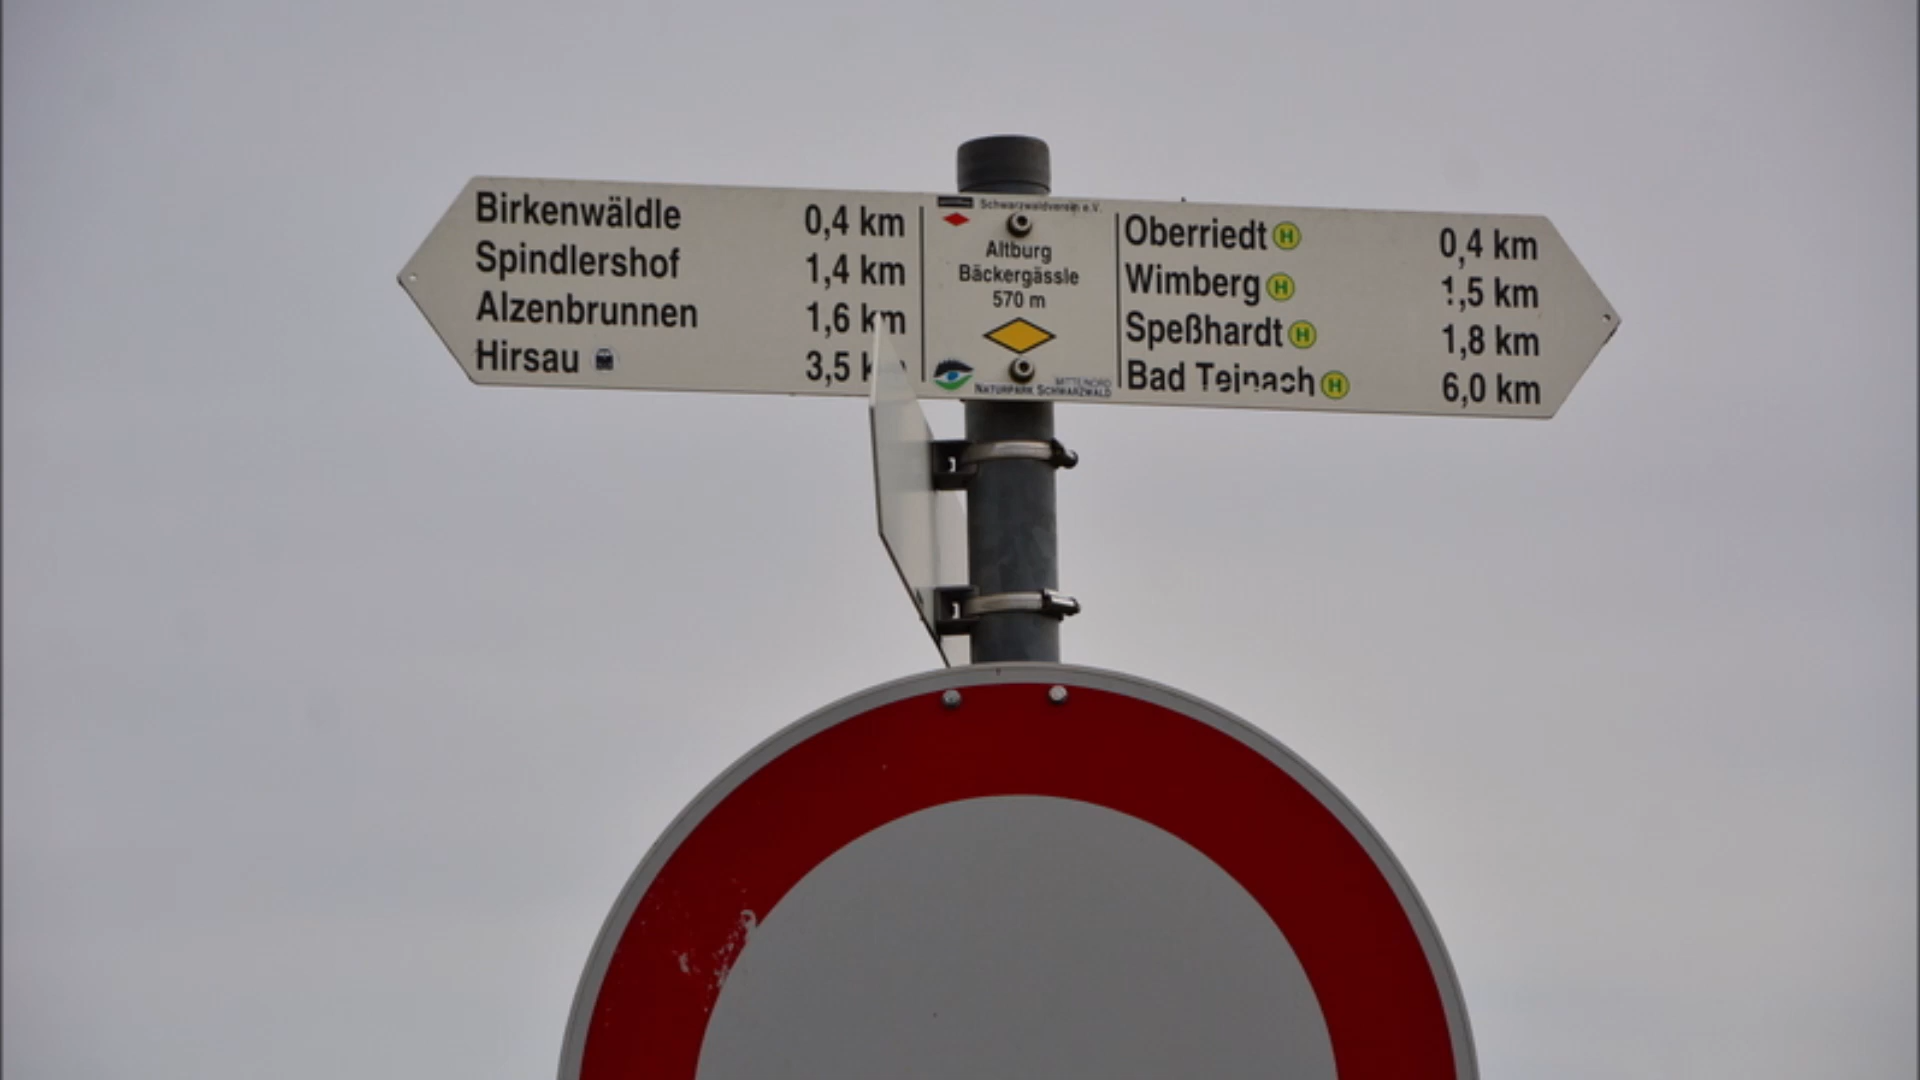 Birkenwäldle 0,4 km
Spindlershof 1,4 km
Alzenbrunnen 1,6 km
Hirsau 3,5 km
Schwarzwaldverein e.V.
Altburg
Bäckergässle
570 m
MITTE/NORD
NATURPARK SCHWARZWALD
Oberriedt H 0,4 km
Wimberg H 1,5 km
Speßhardt H 1,8 km
Bad Teinach H 6,0 km